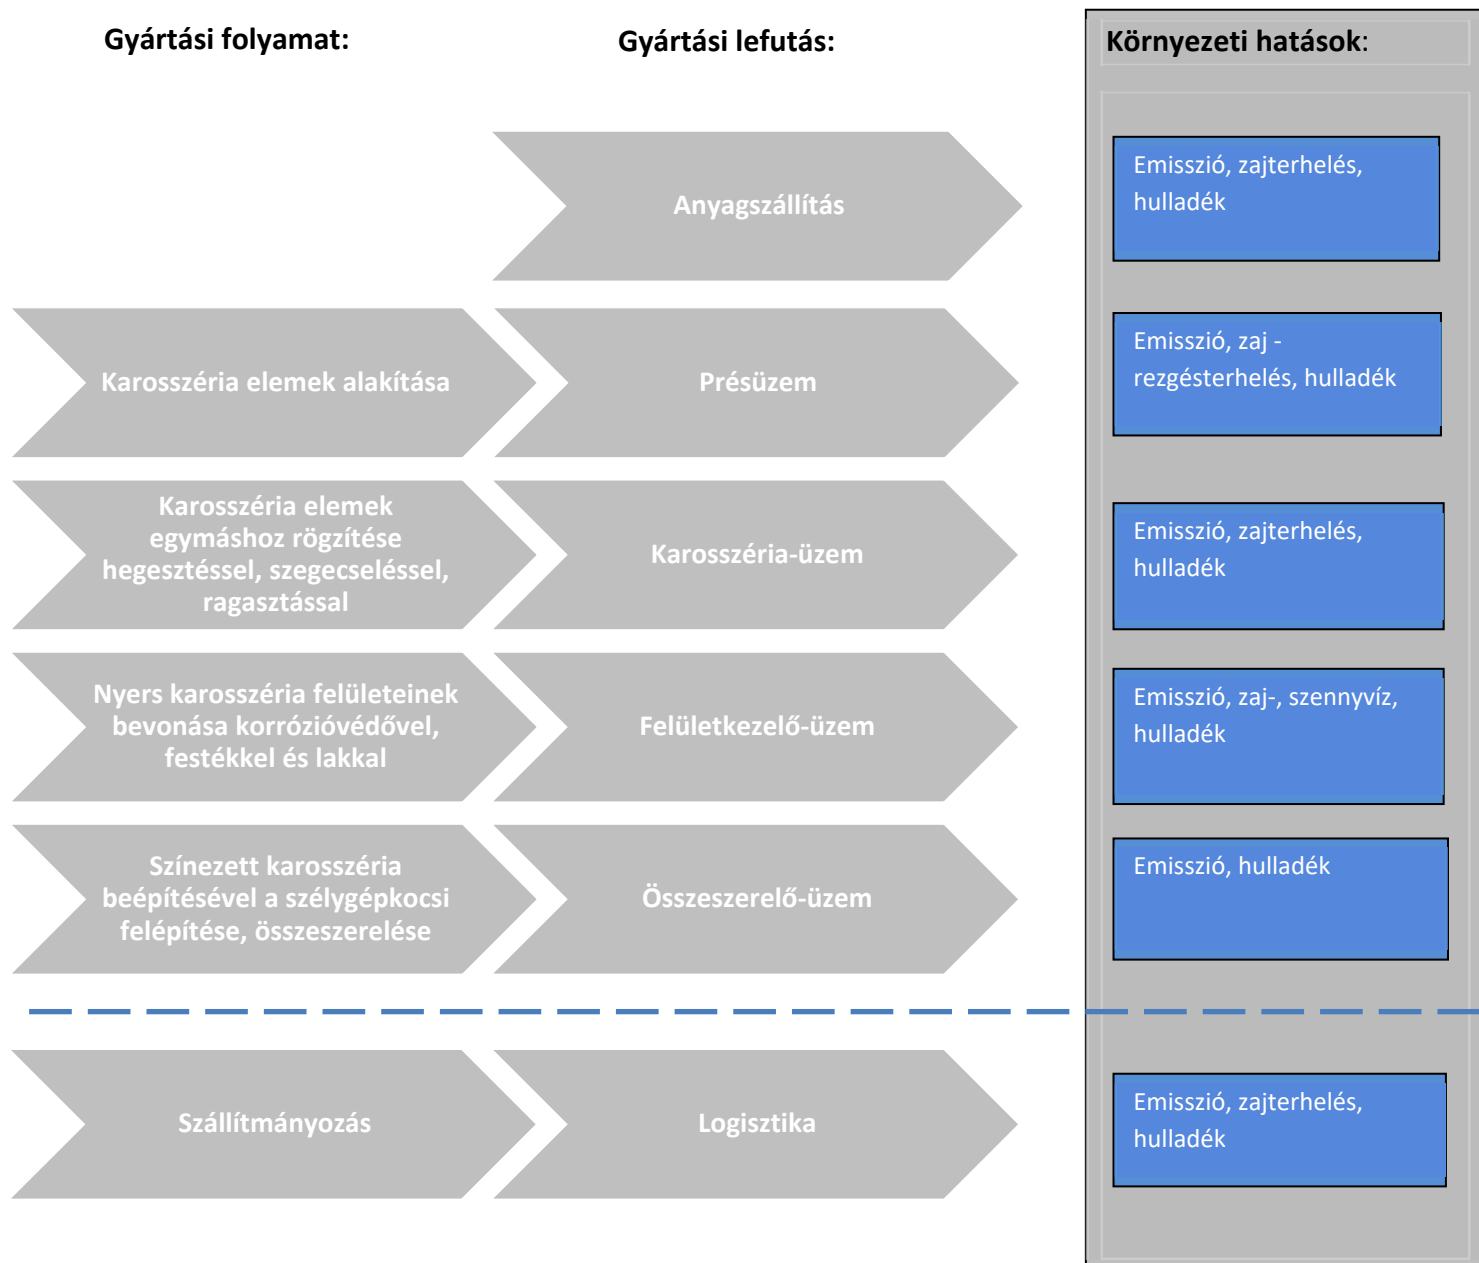 Gyártási folyamat:
Gyártási lefutás:
Környezeti hatások:
Anyagszállítás
Emisszió, zajterhelés,
hulladék
Karosszéria elemek alakítása
Présüzem
Emisszió, zaj -
rezgésterhelés, hulladék
Karosszéria elemek
egymáshoz rögzítése
hegesztéssel, szegecseléssel,
ragasztással
Karosszéria-üzem
Emisszió, zajterhelés,
hulladék
Nyers karosszéria felületeinek
bevonása korrózióvédővel,
festékkel és lakkal
Felületkezelő-üzem
Emisszió, zaj-, szennyvíz,
hulladék
Színezett karosszéria
beépítésével a szélygépkocsi
felépítése, összeszerelése
Összeszerelő-üzem
Emisszió, hulladék
Szállítmányozás
Logisztika
Emisszió, zajterhelés,
hulladék